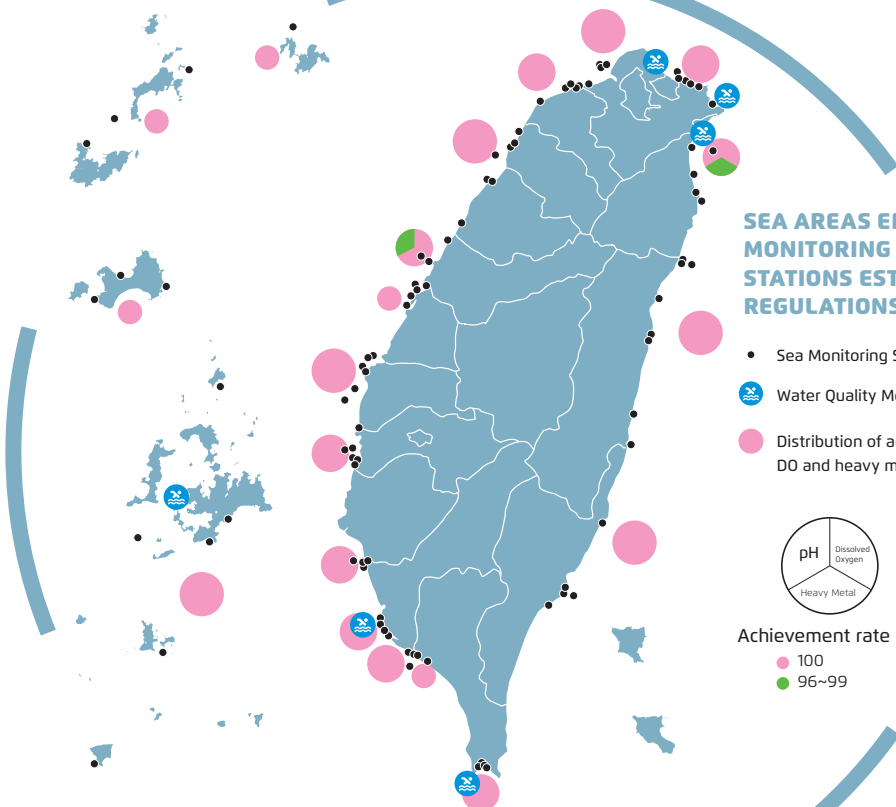 SEA AREAS
MONITORING
STATIONS EST
REGULATIONS
Sea Monitoring S
Water Quality M
Distribution of a
DO and heavy m
pH
Dissolved
Oxygen
Heavy Metal
Achievement rate
100
96~99